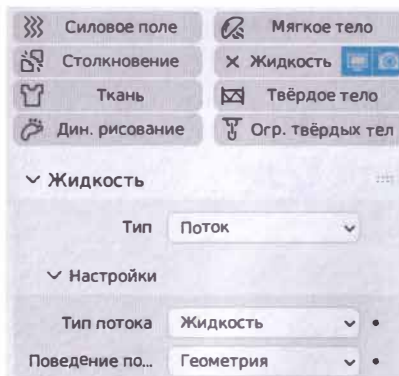 Силовое поле
Мягкое тело
Столкновение
Жидкость
Ткань
Твёрдое тело
Дин. рисование
Огр. твёрдых тел
Жидкость
Тип Поток
Настройки
Тип потока Жидкость
Поведение по... Геометрия